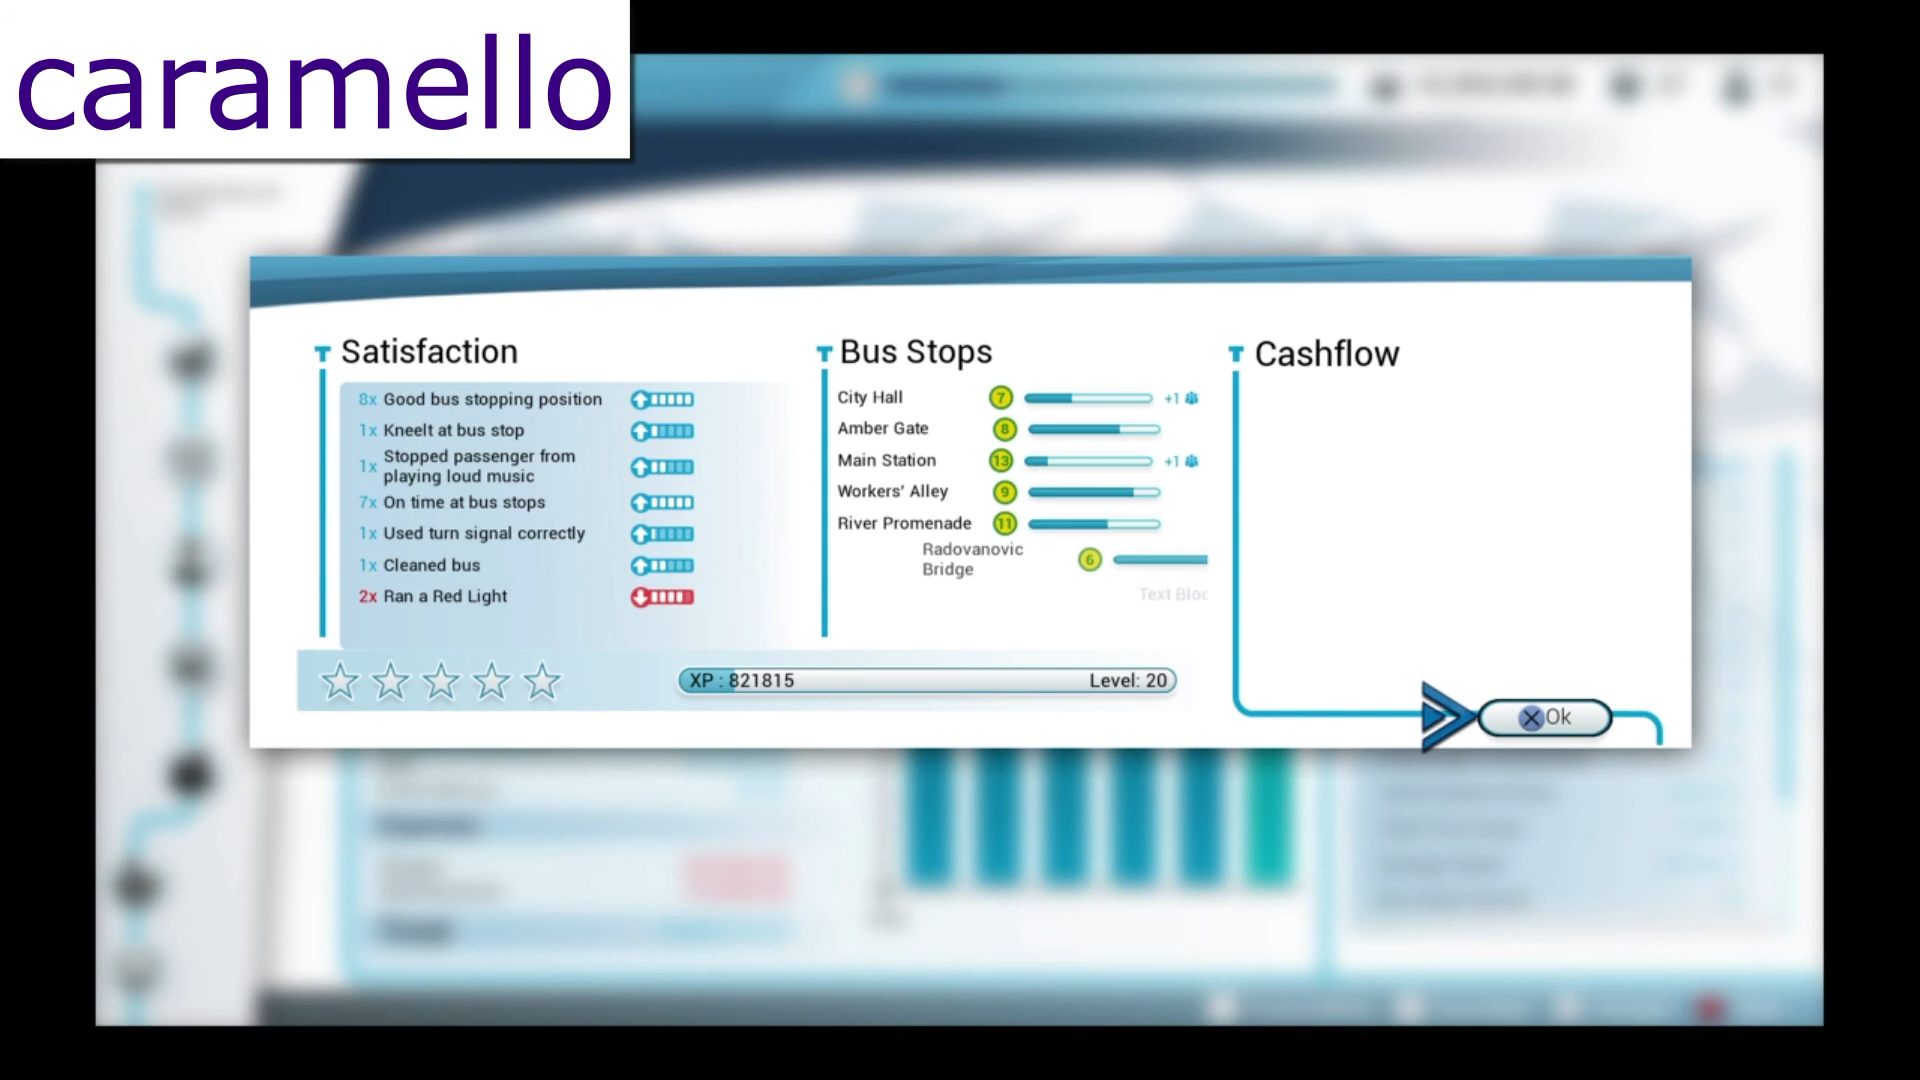 caramello
Satisfaction
8x Good bus stopping position
1x Kneelt at bus stop
1x Stopped passenger from
playing loud music
7x On time at bus stops
1x Used turn signal correctly
1x Cleaned bus
2x Ran a Red Light
Bus Stops
City Hall 7 +1
Amber Gate 8
Main Station 13 +1
Workers' Alley 9
River Promenade 11
Radovanovic
Bridge 6
Text Bloc
Cashflow
XP : 821815 Level: 20
Ok